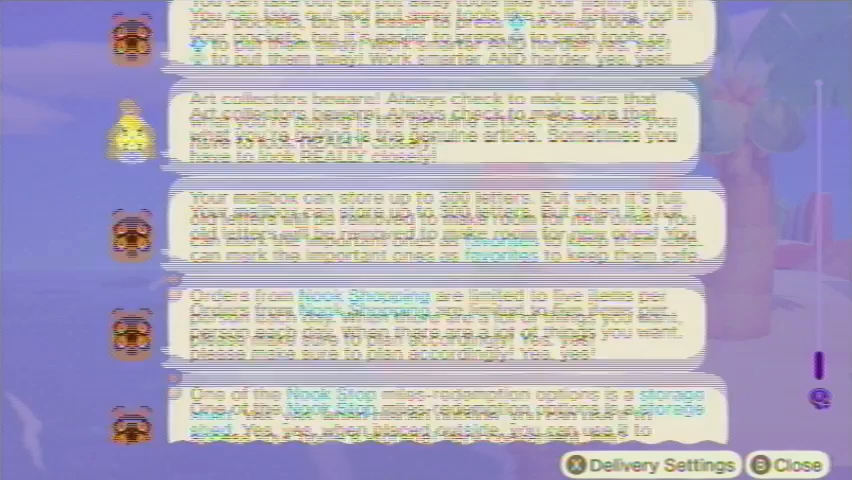 to put them away! Work smarter AND harder, yes, yes!
Art collectors beware! Always check to make sure that
what you're buying is the genuine article. Sometimes you
have to look REALLY closely!
Your mailbox can store up to 300 letters. But when it's full,
old letters will be removed to make room for new ones! You
can mark the important ones as favorites to keep them safe.
Orders from Nook Shopping are limited to five items per
person each day. When there are a lot of things you want,
please make sure to plan accordingly! Yes, yes!
One of the Nook Stop miles-redemption options is a storage
shed. Yes, yes, when placed outside, you can use it to
Delivery Settings
Close